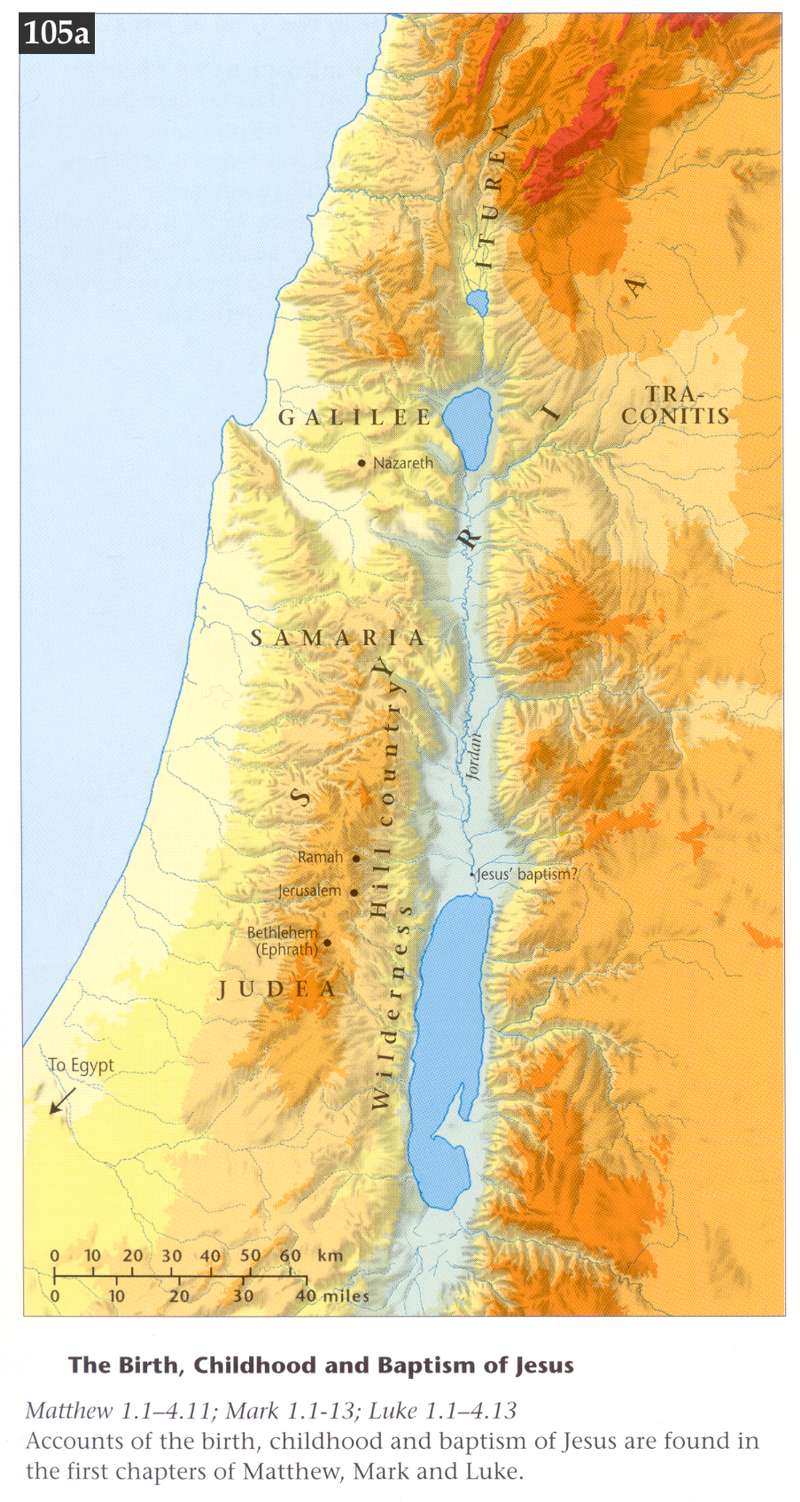 105a
ITUREA
GALILEE
TRA-
CONITIS
Nazareth
SAMARIA
SYRIA
Jordan
Hill country
Ramah
Jerusalem
Jesus' baptism?
Bethlehem
(Ephrath)
JUDEA
Wilderness
To Egypt
0 10 20 30 40 50 60 km
0 10 20 30 40 miles
The Birth, Childhood and Baptism of Jesus
Matthew 1.1–4.11; Mark 1.1-13; Luke 1.1–4.13
Accounts of the birth, childhood and baptism of Jesus are found in
the first chapters of Matthew, Mark and Luke.